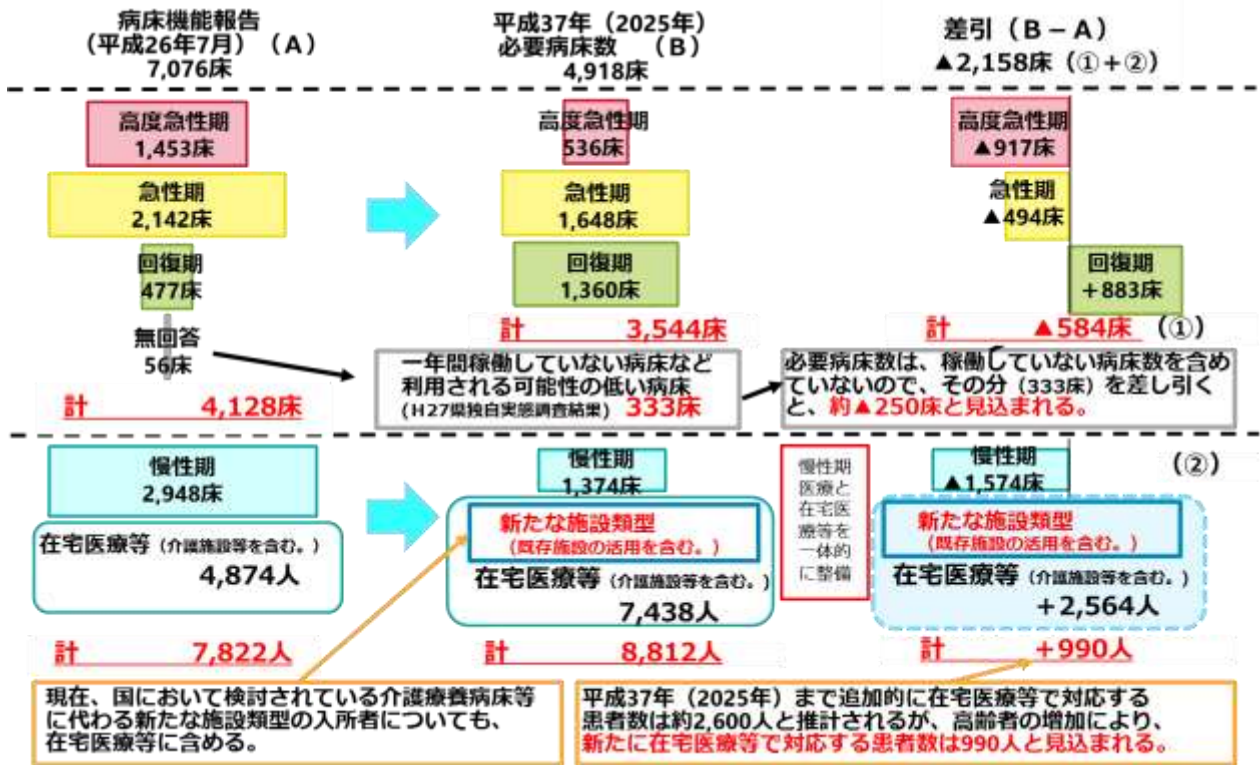 病床機能報告
(平成26年7月)(A)
7,076床
平成37年(2025年)
必要病床数 (B)
4,918床
差引(B-A)
▲2,158床(①+②)
高度急性期
1,453床
高度急性期
536床
高度急性期
▲917床
急性期
2,142床
急性期
1,648床
急性期
▲494床
回復期
477床
回復期
1,360床
回復期
+883床
無回答
56床
計 3,544床
計 ▲584床 (①)
計 4,128床
一年間稼働していない病床など
利用される可能性の低い病床
(H27県独自実態調査結果) 333床
必要病床数は、稼働していない病床数を含め
ていないので、その分(333床)を差し引く
と、約▲250床と見込まれる。
慢性期
2,948床
慢性期
1,374床
慢性期
医療と
在宅医
療等を
一体的
に整備
慢性期
▲1,574床
(②)
在宅医療等(介護施設等を含む。)
4,874人
新たな施設類型
(既存施設の活用を含む。)
在宅医療等(介護施設等を含む。)
7,438人
新たな施設類型
(既存施設の活用を含む。)
在宅医療等(介護施設等を含む。)
+2,564人
計 7,822人
計 8,812人
計 +990人
現在、国において検討されている介護療養病床等
に代わる新たな施設類型の入所者についても、
在宅医療等に含める。
平成37年(2025年)まで追加的に在宅医療等で対応する
患者数は約2,600人と推計されるが、高齢者の増加により、
新たに在宅医療等で対応する患者数は990人と見込まれる。